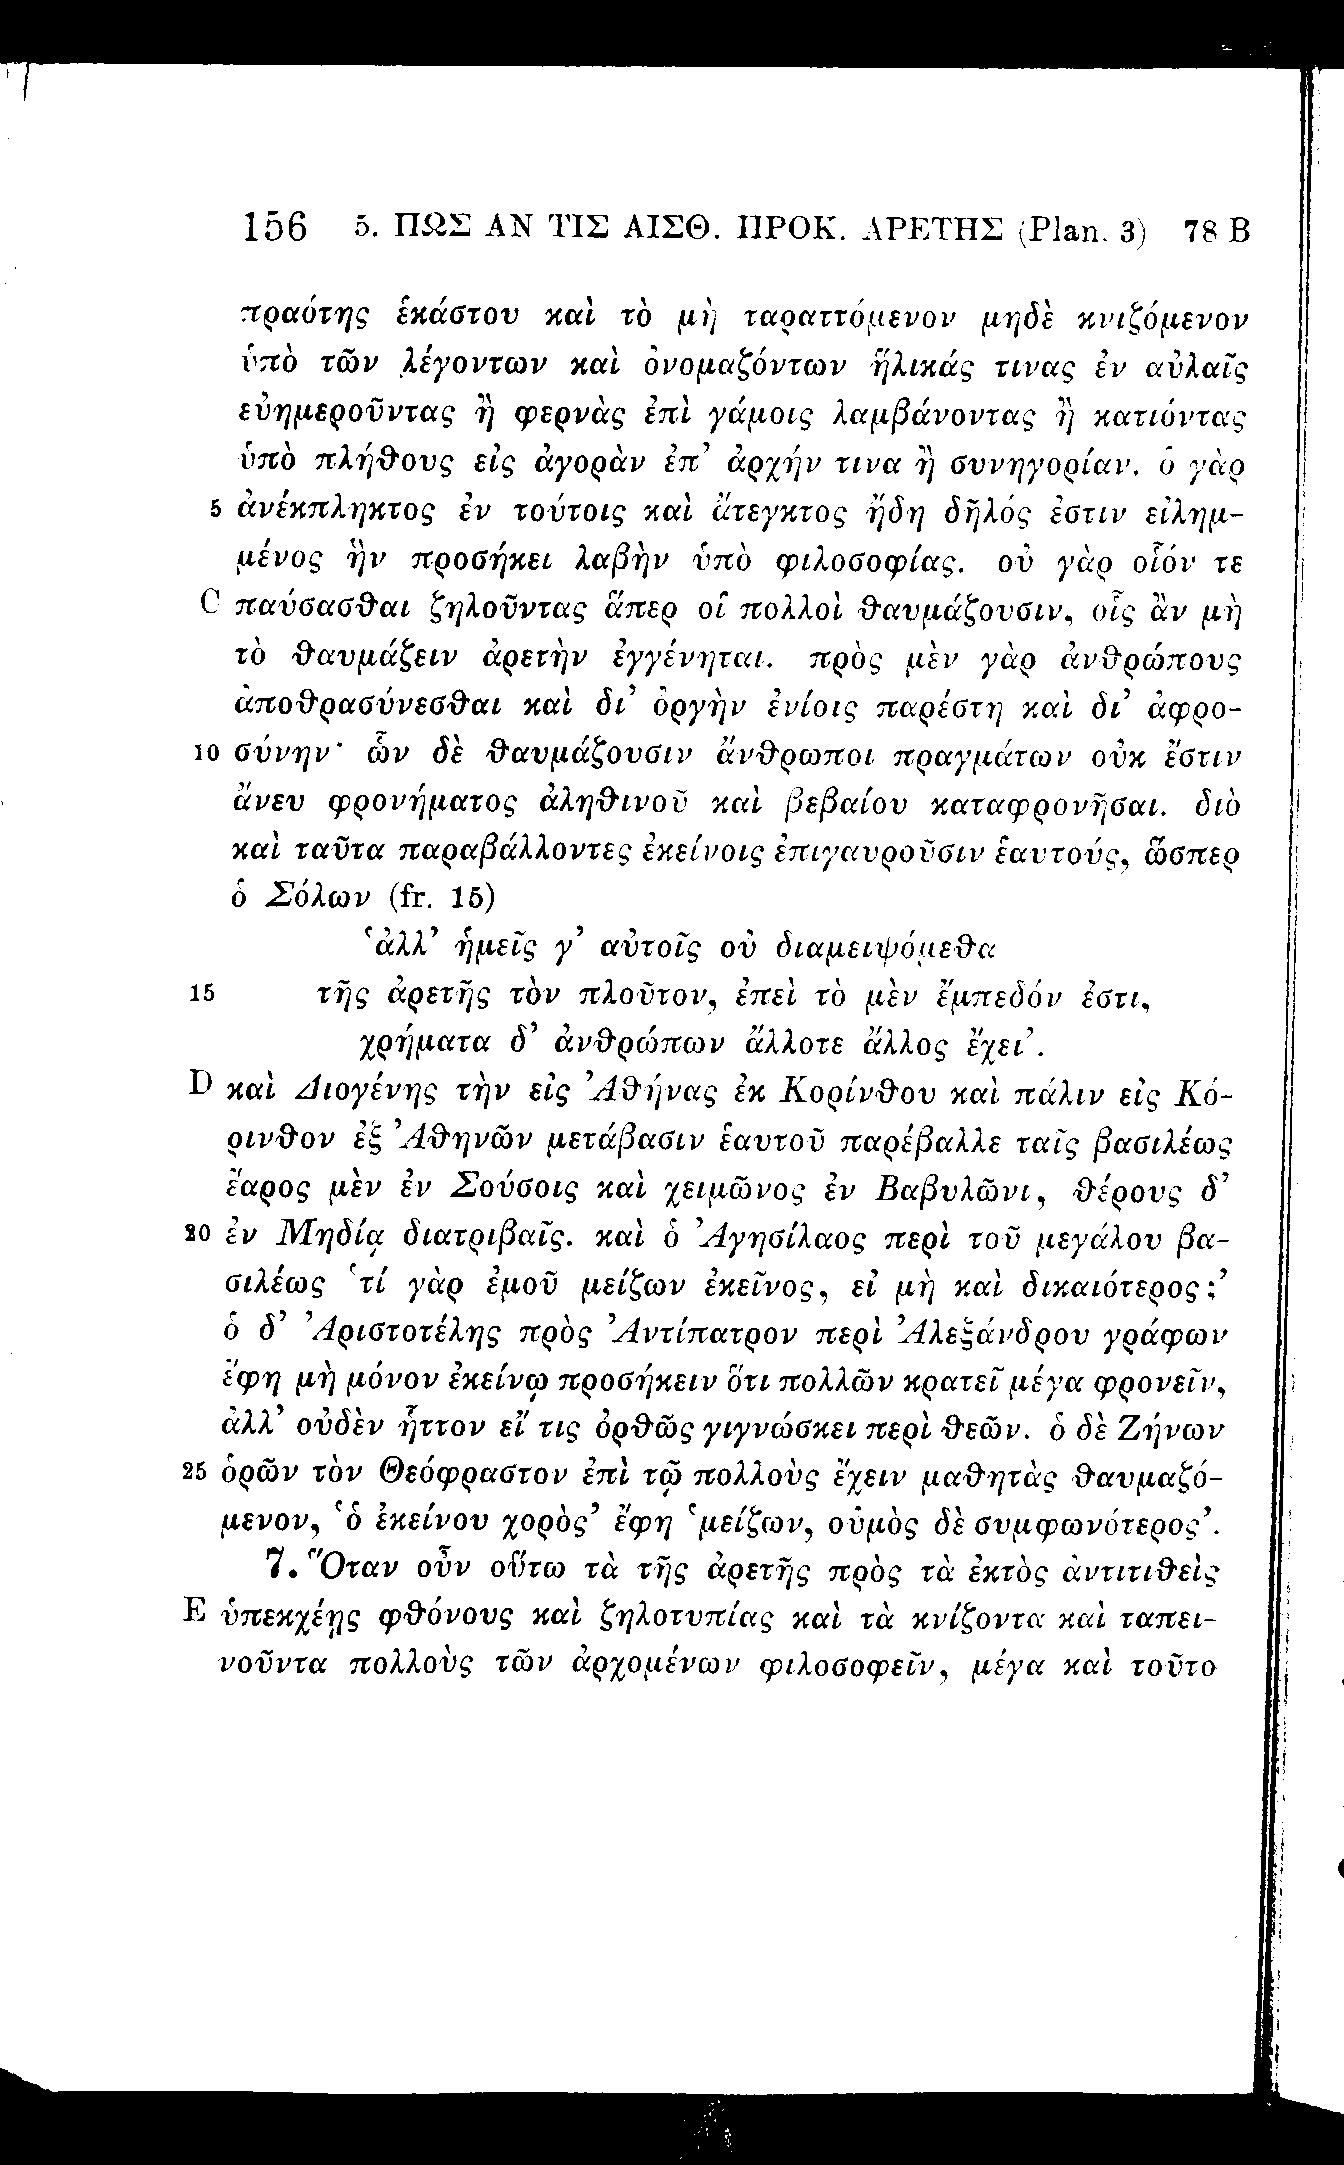 156 5. ΠΩΣ ΑΝ ΤΙΣ ΑΙΣΘ. ΠΡΟΚ. ΑΡΕΤΗΣ (Plan. 3) 78 B
πραότης ἑκάστου καὶ τὸ μὴ ταραττόμενον μηδὲ κνιζόμενον
ὑπὸ τῶν λέγοντων καὶ ὀνομαζόντων ἥλικάς τινας ἐν αὐλαῖς
εὐημεροῦντας ἢ φερνὰς ἐπὶ γάμοις λαμβάνοντας ἢ κατιόντας
ὑπὸ πλήθους εἰς ἀγορὰν ἐπ’ ἀρχήν τινα ἢ συνηγορίαν. ὁ γὰρ
5 ἀνέκπληκτος ἐν τούτοις καὶ ἄτεγκτος ἤδη δῆλός ἐστιν εἰλημ-
μένος ἣν προσήκει λαβὴν ὑπὸ φιλοσοφίας. οὐ γὰρ οἷόν τε
C παύσασθαι ζηλοῦντας ἅπερ οἱ πολλοὶ θαυμάζουσιν, οἷς ἂν μὴ
τὸ θαυμάζειν ἀρετὴν ἐγγένηται. πρὸς μὲν γὰρ ἀνθρώπους
ἀποθρασύνεσθαι καὶ δι’ ὀργὴν ἐνίοις παρέστη καὶ δι’ ἀφρο-
10 σύνην· ὧν δὲ θαυμάζουσιν ἄνθρωποι πραγμάτων οὐκ ἔστιν
ἄνευ φρονήματος ἀληθινοῦ καὶ βεβαίου καταφρονῆσαι. διὸ
καὶ ταῦτα παραβάλλοντες ἐκείνοις ἐπιγαυροῦσιν ἑαυτούς, ὥσπερ
ὁ Σόλων (fr. 15)
‘ἀλλ’ ἡμεῖς γ’ αὐτοῖς οὐ διαμειψόμεθα
15 τῆς ἀρετῆς τὸν πλοῦτον, ἐπεὶ τὸ μὲν ἔμπεδόν ἐστι,
χρήματα δ’ ἀνθρώπων ἄλλοτε ἄλλος ἔχει’.
D καὶ Διογένης τὴν εἰς Ἀθήνας ἐκ Κορίνθου καὶ πάλιν εἰς Κό-
ρινθον ἐξ Ἀθηνῶν μετάβασιν ἑαυτοῦ παρέβαλλε ταῖς βασιλέως
ἔαρος μὲν ἐν Σούσοις καὶ χειμῶνος ἐν Βαβυλῶνι, θέρους δ’
20 ἐν Μηδίᾳ διατριβαῖς. καὶ ὁ Ἀγησίλαος περὶ τοῦ μεγάλου βα-
σιλέως ‘τί γὰρ ἐμοῦ μείζων ἐκεῖνος, εἰ μὴ καὶ δικαιότερος;’
ὁ δ’ Ἀριστοτέλης πρὸς Ἀντίπατρον περὶ Ἀλεξάνδρου γράφων
ἔφη μὴ μόνον ἐκείνῳ προσήκειν ὅτι πολλῶν κρατεῖ μέγα φρονεῖν,
ἀλλ’ οὐδὲν ἧττον εἴ τις ὀρθῶς γιγνώσκει περὶ θεῶν. ὁ δὲ Ζήνων
25 ὁρῶν τὸν Θεόφραστον ἐπὶ τῷ πολλοὺς ἔχειν μαθητὰς θαυμαζό-
μενον, ‘ὁ ἐκείνου χορὸς’ ἔφη ‘μείζων, οὑμὸς δὲ συμφωνότερος’.
7. Ὅταν οὖν οὕτω τὰ τῆς ἀρετῆς πρὸς τὰ ἐκτὸς ἀντιτιθεὶς
E ὑπεκχέῃς φθόνους καὶ ζηλοτυπίας καὶ τὰ κνίζοντα καὶ ταπει-
νοῦντα πολλοὺς τῶν ἀρχομένων φιλοσοφεῖν, μέγα καὶ τοῦτο